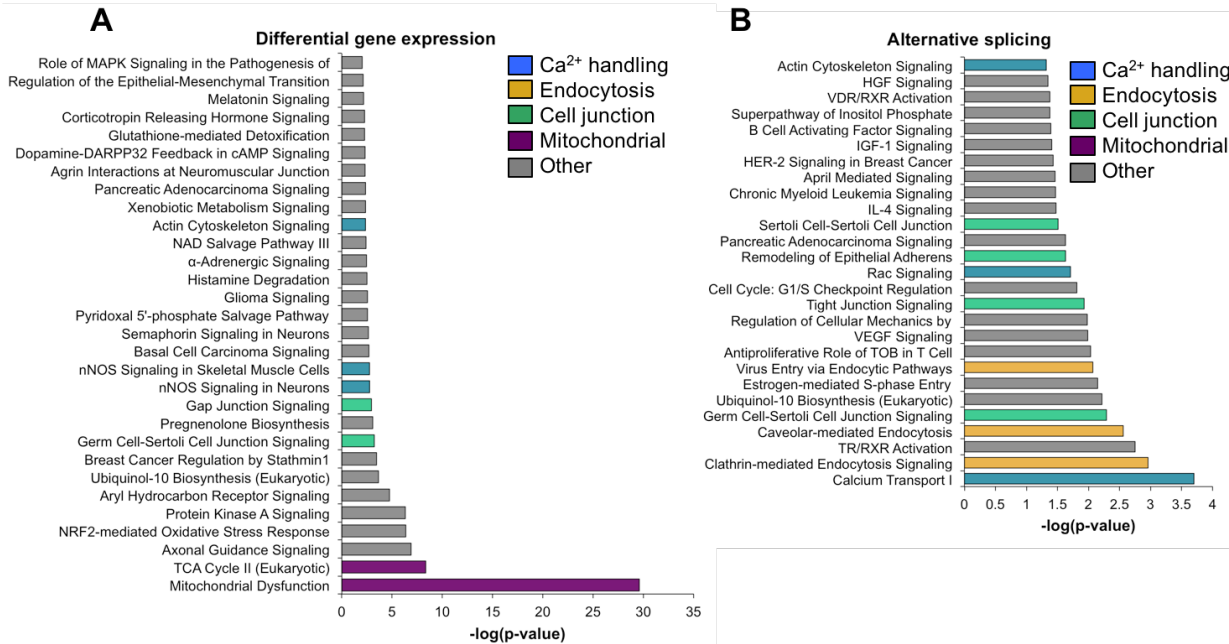 A
Differential gene expression
Role of MAPK Signaling in the Pathogenesis of
Regulation of the Epithelial-Mesenchymal Transition
Melatonin Signaling
Corticotropin Releasing Hormone Signaling
Glutathione-mediated Detoxification
Dopamine-DARPP32 Feedback in cAMP Signaling
Agrin Interactions at Neuromuscular Junction
Pancreatic Adenocarcinoma Signaling
Xenobiotic Metabolism Signaling
Actin Cytoskeleton Signaling
NAD Salvage Pathway III
α-Adrenergic Signaling
Histamine Degradation
Glioma Signaling
Pyridoxal 5'-phosphate Salvage Pathway
Semaphorin Signaling in Neurons
Basal Cell Carcinoma Signaling
nNOS Signaling in Skeletal Muscle Cells
nNOS Signaling in Neurons
Gap Junction Signaling
Pregnenolone Biosynthesis
Germ Cell-Sertoli Cell Junction Signaling
Breast Cancer Regulation by Stathmin1
Ubiquinol-10 Biosynthesis (Eukaryotic)
Aryl Hydrocarbon Receptor Signaling
Protein Kinase A Signaling
NRF2-mediated Oxidative Stress Response
Axonal Guidance Signaling
TCA Cycle II (Eukaryotic)
Mitochondrial Dysfunction
0 5 10 15 20 25 30 35
-log(p-value)
Ca²⁺ handling
Endocytosis
Cell junction
Mitochondrial
Other
B
Alternative splicing
Actin Cytoskeleton Signaling
HGF Signaling
VDR/RXR Activation
Superpathway of Inositol Phosphate
B Cell Activating Factor Signaling
IGF-1 Signaling
HER-2 Signaling in Breast Cancer
April Mediated Signaling
Chronic Myeloid Leukemia Signaling
IL-4 Signaling
Sertoli Cell-Sertoli Cell Junction
Pancreatic Adenocarcinoma Signaling
Remodeling of Epithelial Adherens
Rac Signaling
Cell Cycle: G1/S Checkpoint Regulation
Tight Junction Signaling
Regulation of Cellular Mechanics by
VEGF Signaling
Antiproliferative Role of TOB in T Cell
Virus Entry via Endocytic Pathways
Estrogen-mediated S-phase Entry
Ubiquinol-10 Biosynthesis (Eukaryotic)
Germ Cell-Sertoli Cell Junction Signaling
Caveolar-mediated Endocytosis
TR/RXR Activation
Clathrin-mediated Endocytosis Signaling
Calcium Transport I
0 0.5 1 1.5 2 2.5 3 3.5 4
-log(p-value)
Ca²⁺ handling
Endocytosis
Cell junction
Mitochondrial
Other